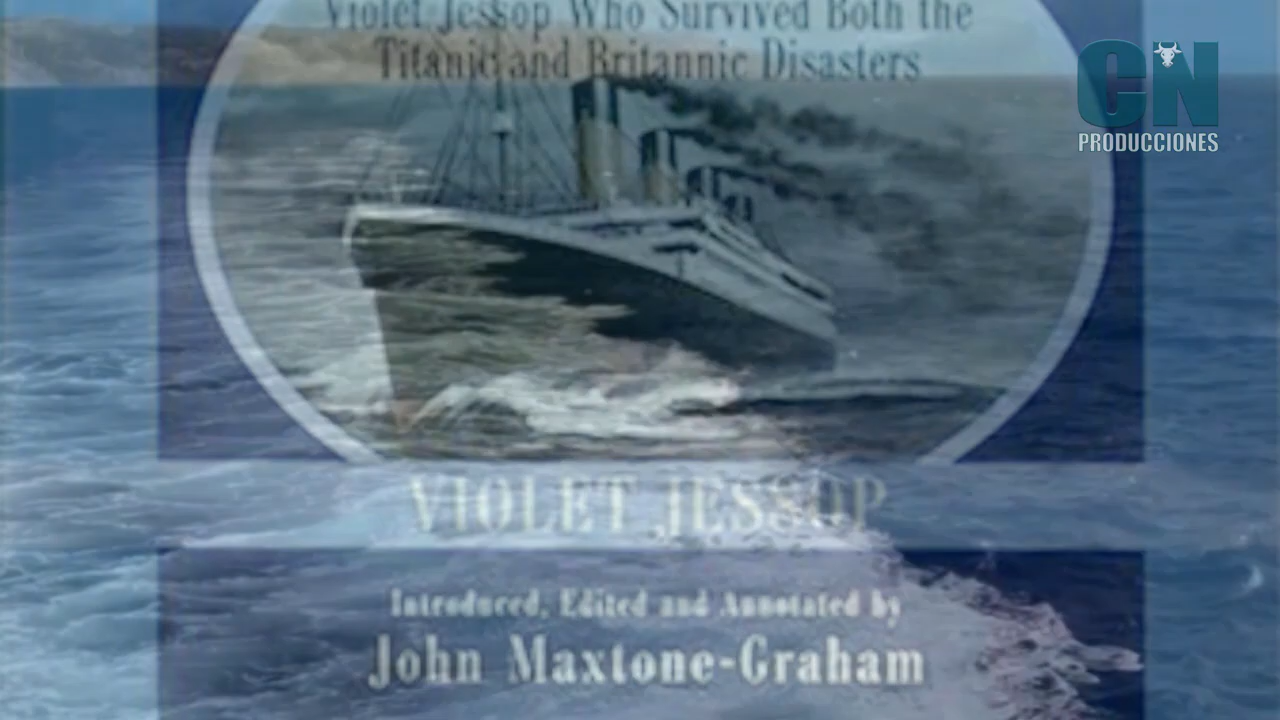 Violet Jessop Who Survived Both the
Titanic and Britannic Disasters
CN
PRODUCCIONES
VIOLET JESSOP
Introduced, Edited and Annotated by
John Maxtone-Graham